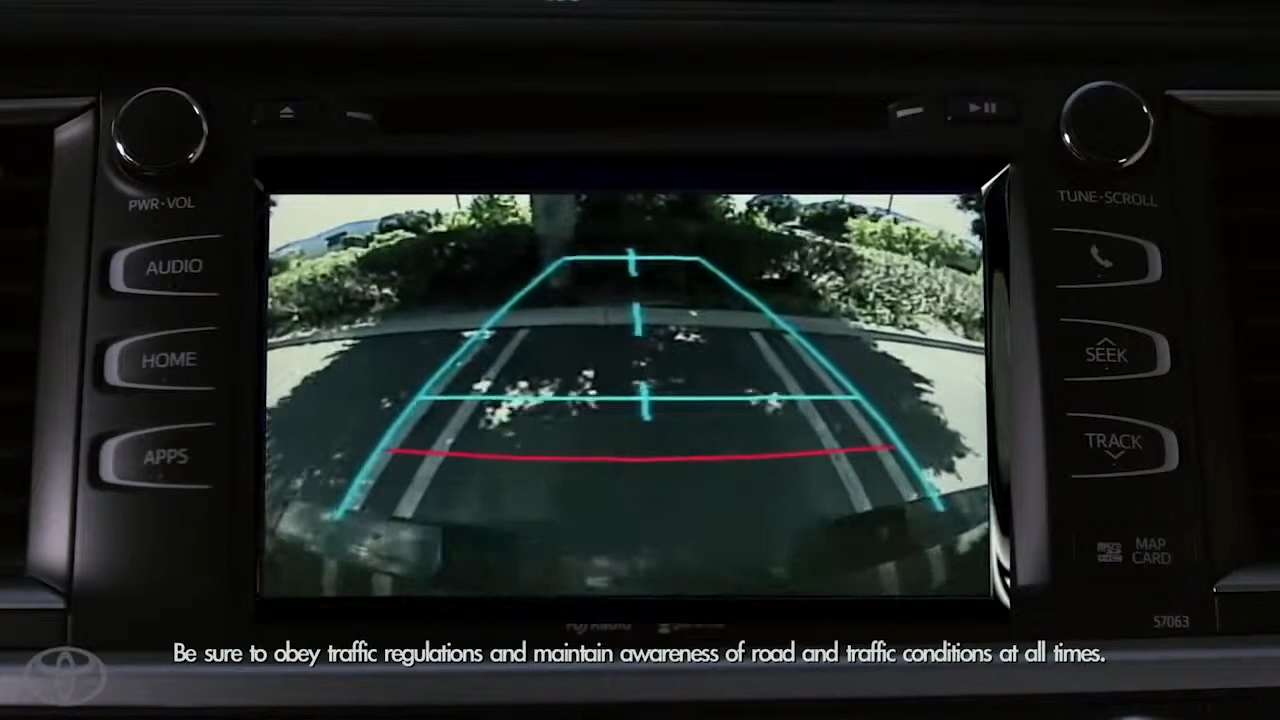 PWR·VOL
TUNE·SCROLL
AUDIO
HOME
SEEK
APPS
TRACK
MAP
CARD
57063
Be sure to obey traffic regulations and maintain awareness of road and traffic conditions at all times.